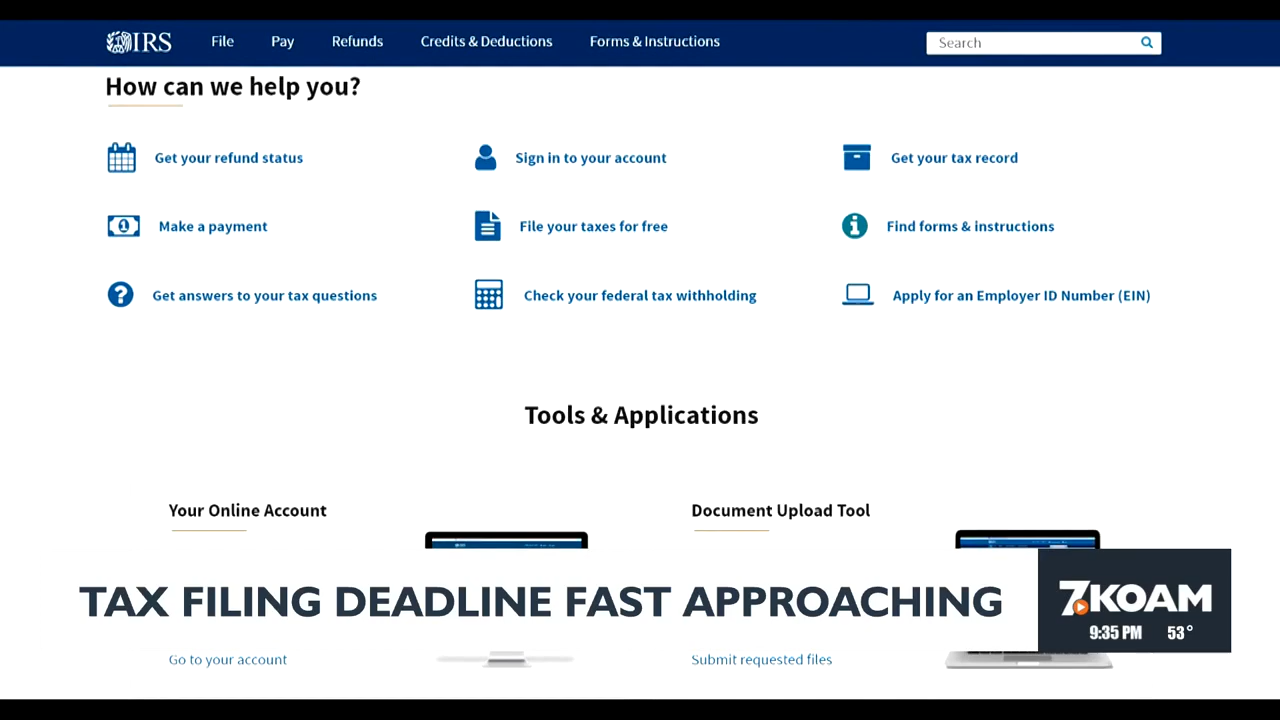 IRS File Pay Refunds Credits & Deductions Forms & Instructions Search
How can we help you?
Get your refund status Sign in to your account Get your tax record
Make a payment File your taxes for free Find forms & instructions
Get answers to your tax questions Check your federal tax withholding Apply for an Employer ID Number (EIN)
Tools & Applications
Your Online Account Document Upload Tool
TAX FILING DEADLINE FAST APPROACHING
7KOAM
9:35 PM 53°
Go to your account Submit requested files